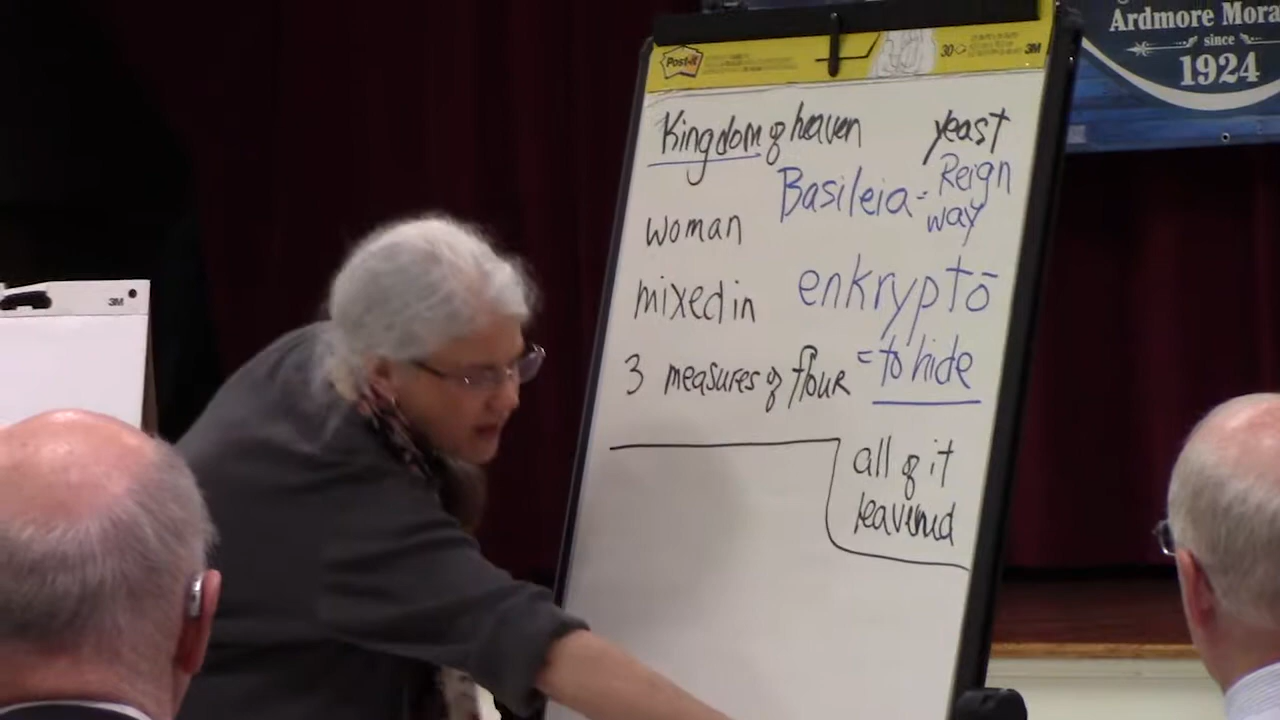 Post-it
30
3M
Kingdom of heaven
yeast
Basileia = Reign
way
woman
mixed in
enkryptō
3 measures of flour
= to hide
all of it
leavened
3M
Ardmore Mora
since
1924